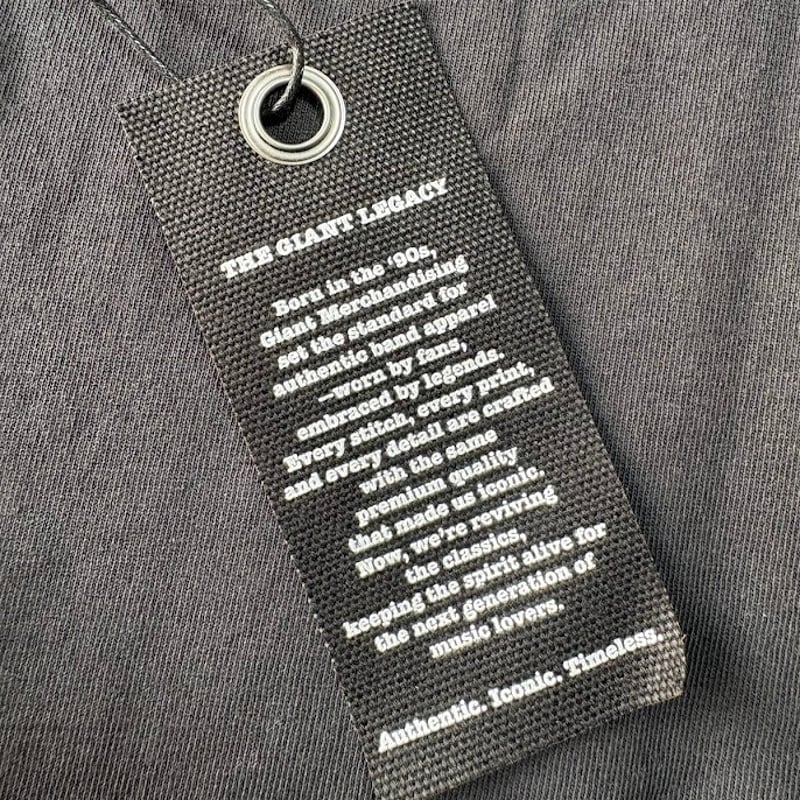 THE GIANT LEGACY
Born in the '90s,
Giant Merchandising
set the standard for
authentic band apparel
—worn by fans,
embraced by legends.
Every stitch, every print,
and every detail are crafted
with the same
premium quality
that made us iconic.
Now, we're reviving
the classics,
keeping the spirit alive for
the next generation of
music lovers.
Authentic. Iconic. Timeless.